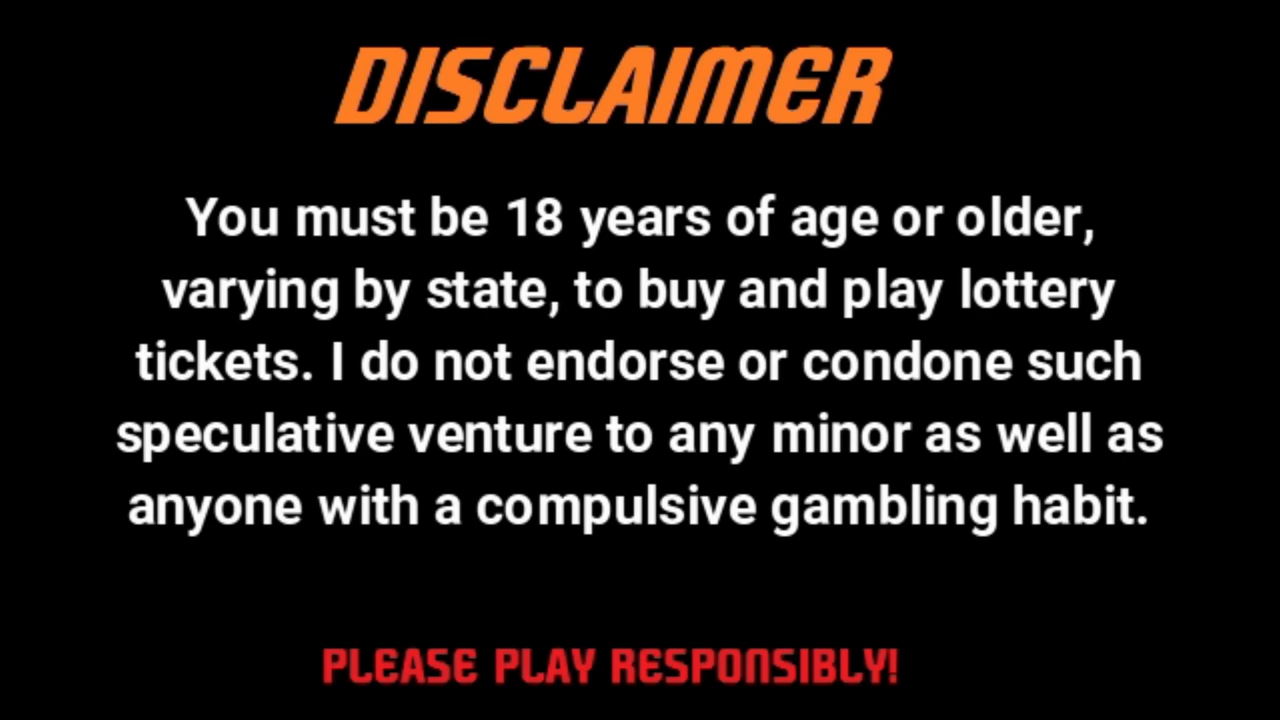 DISCLAIMER
You must be 18 years of age or older,
varying by state, to buy and play lottery
tickets. I do not endorse or condone such
speculative venture to any minor as well as
anyone with a compulsive gambling habit.
PLEASE PLAY RESPONSIBLY!